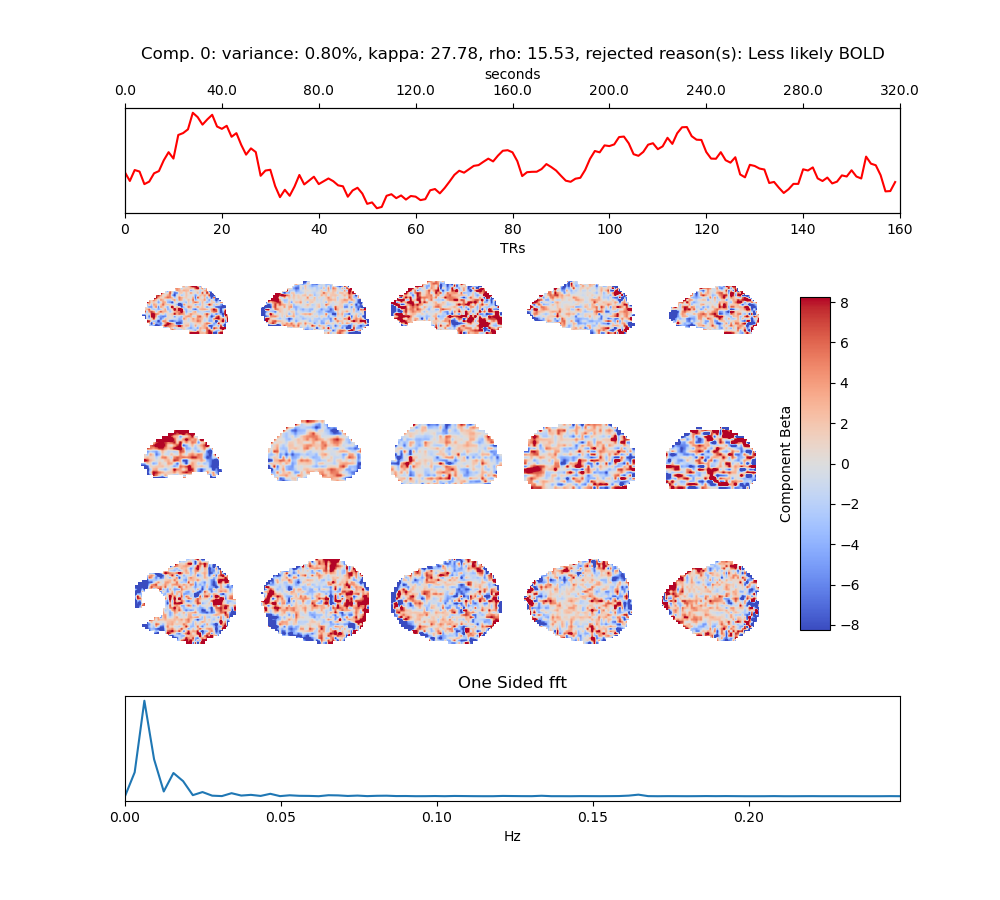 Comp. 0: variance: 0.80%, kappa: 27.78, rho: 15.53, rejected reason(s): Less likely BOLD
seconds
0.0 40.0 80.0 120.0 160.0 200.0 240.0 280.0 320.0
0 20 40 60 80 100 120 140 160
TRs
8
6
4
2
0
−2
−4
−6
−8
Component Beta
One Sided fft
0.00 0.05 0.10 0.15 0.20
Hz